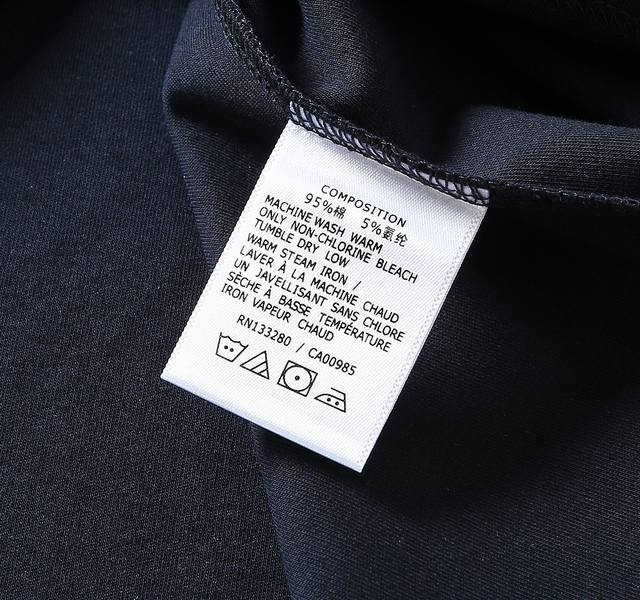 COMPOSITION
95%棉 5%氨纶
MACHINE WASH WARM
ONLY NON-CHLORINE BLEACH
TUMBLE DRY LOW
WARM STEAM IRON /
LAVER À LA MACHINE CHAUD
UN JAVELLISANT SANS CHLORE
SÈCHE À BASSE TEMPÉRATURE
IRON VAPEUR CHAUD
RN133280 / CA00985